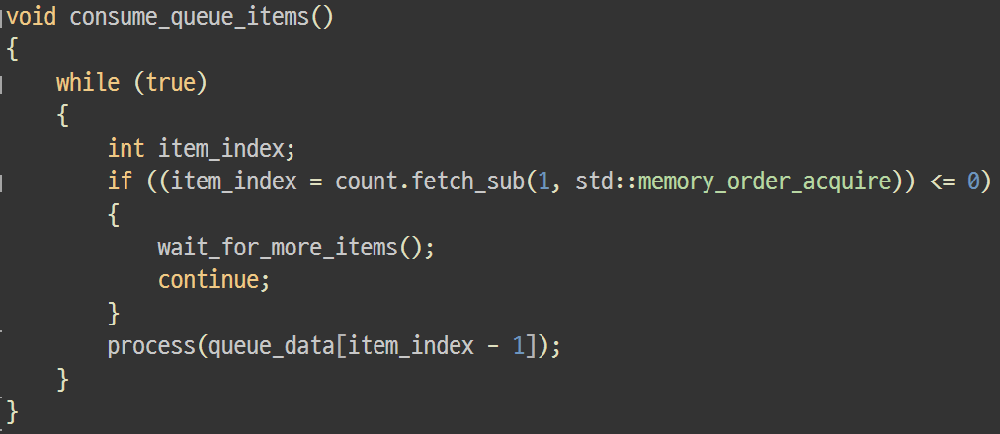 void consume_queue_items()
{
    while (true)
    {
        int item_index;
        if ((item_index = count.fetch_sub(1, std::memory_order_acquire)) <= 0)
        {
            wait_for_more_items();
            continue;
        }
        process(queue_data[item_index - 1]);
    }
}